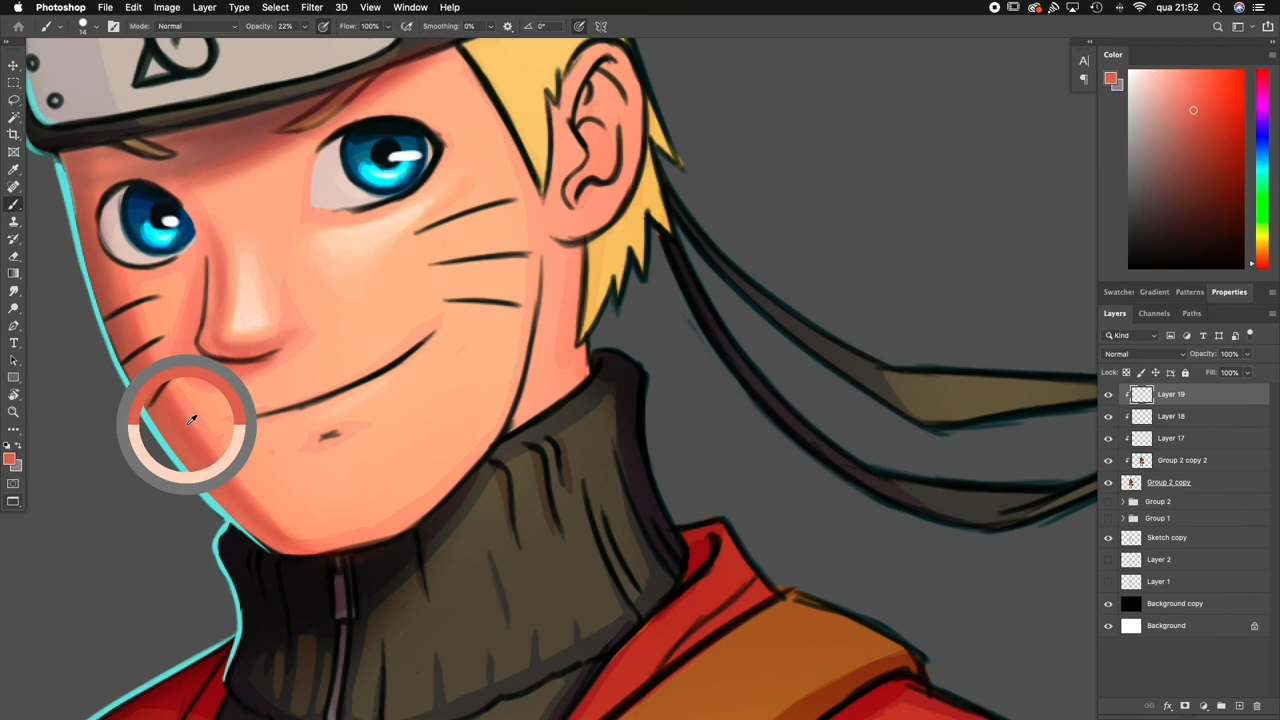 Photoshop File Edit Image Layer Type Select Filter 3D View Window Help qua 21:52
14 Mode: Normal Opacity: 22% Flow: 100% Smoothing: 0% 0°
Color
Swatche Gradient Patterns Properties
Layers Channels Paths
Kind
Normal Opacity: 100%
Lock: Fill: 100%
Layer 19
Layer 18
Layer 17
Group 2 copy 2
Group 2 copy
Group 2
Group 1
Sketch copy
Layer 2
Layer 1
Background copy
Background